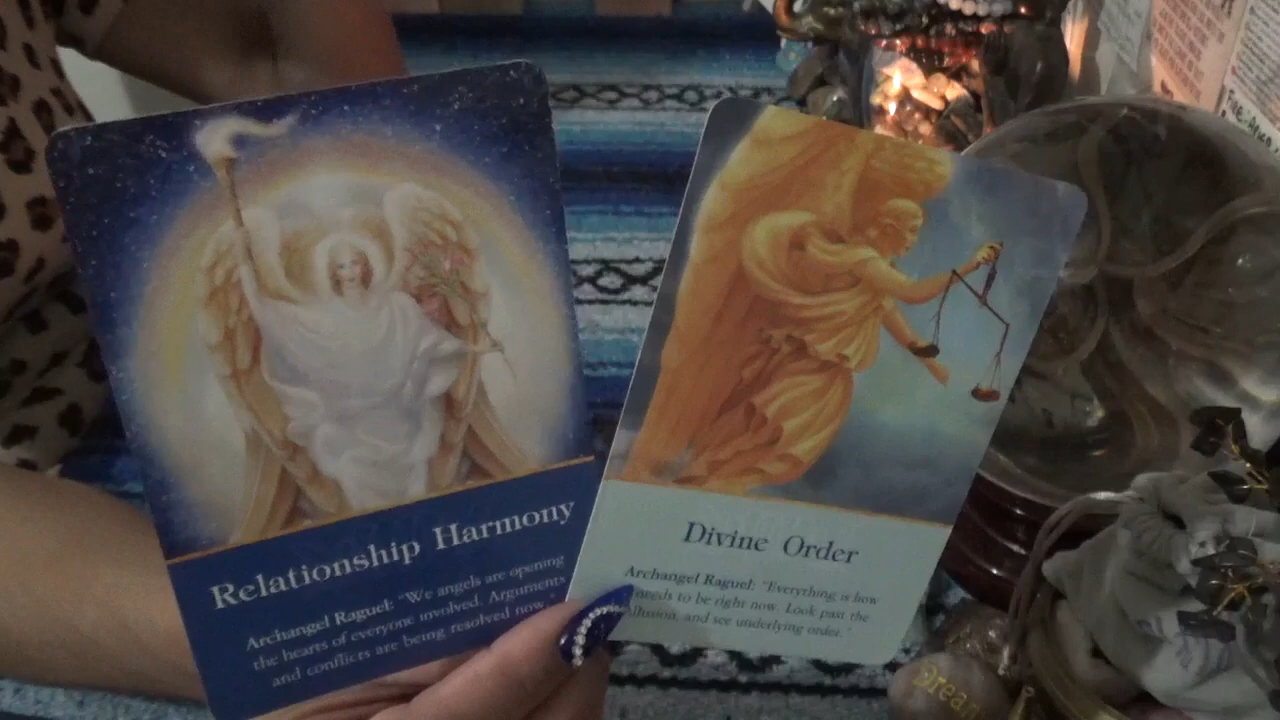 Relationship Harmony
Archangel Raguel: "We angels are opening
the hearts of everyone involved. Arguments
and conflicts are being resolved now."
Divine Order
Archangel Raguel: "Everything is how
needs to be right now. Look past the
illusion, and see underlying order."
Dream